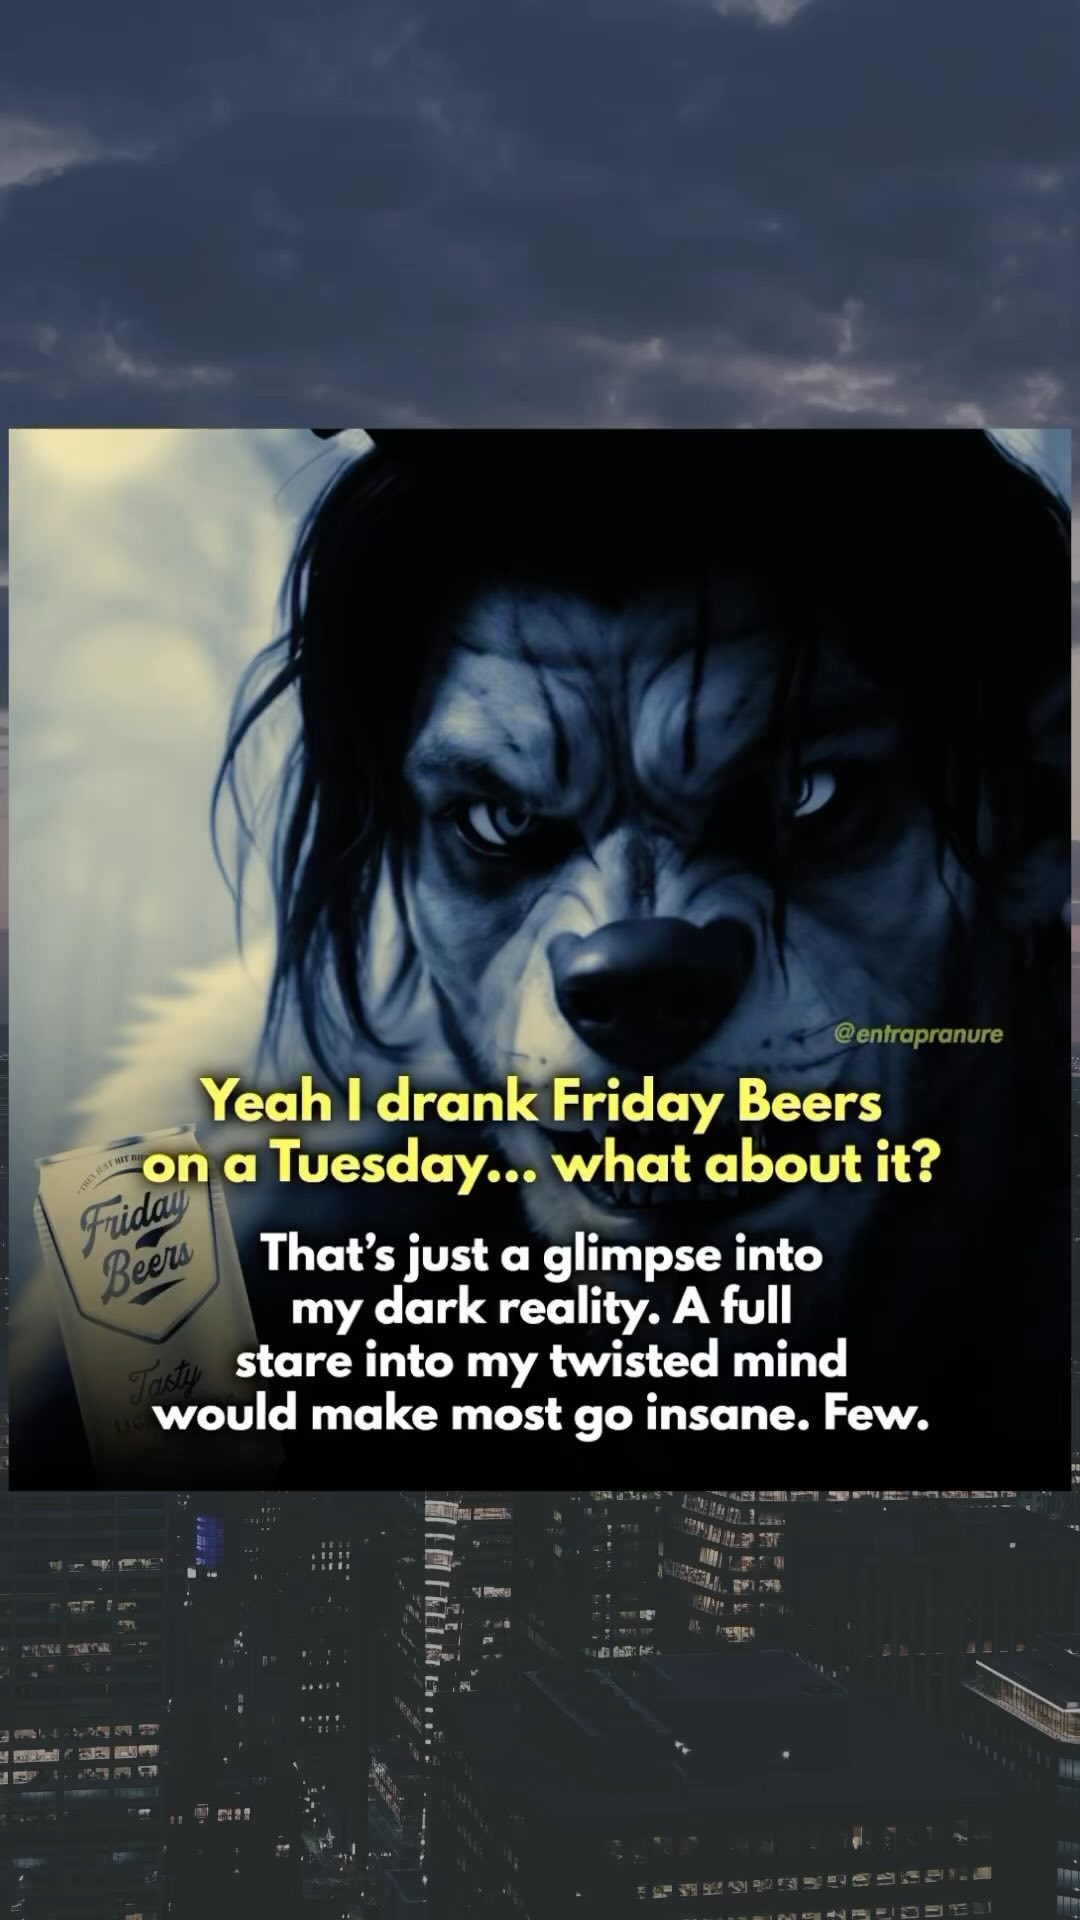 @entrapranure
Yeah I drank Friday Beers
on a Tuesday... what about it?
That's just a glimpse into
my dark reality. A full
stare into my twisted mind
would make most go insane. Few.
Friday
Beers
Tasty